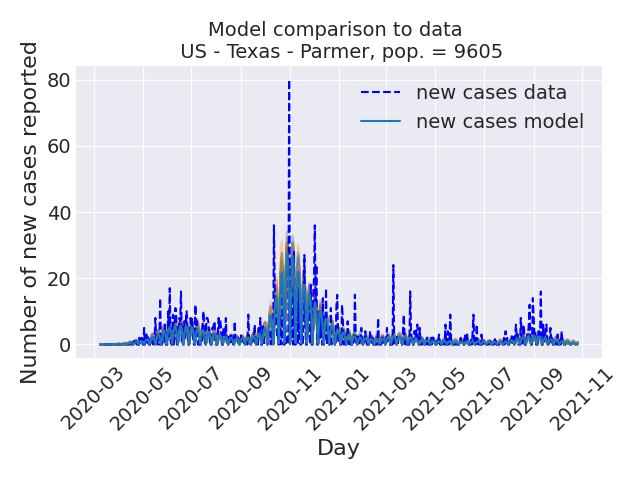 Model comparison to data
US - Texas - Parmer, pop. = 9605
Number of new cases reported
80
60
40
20
0
new cases data
new cases model
2020-03
2020-05
2020-07
2020-09
2020-11
2021-01
2021-03
2021-05
2021-07
2021-09
2021-11
Day